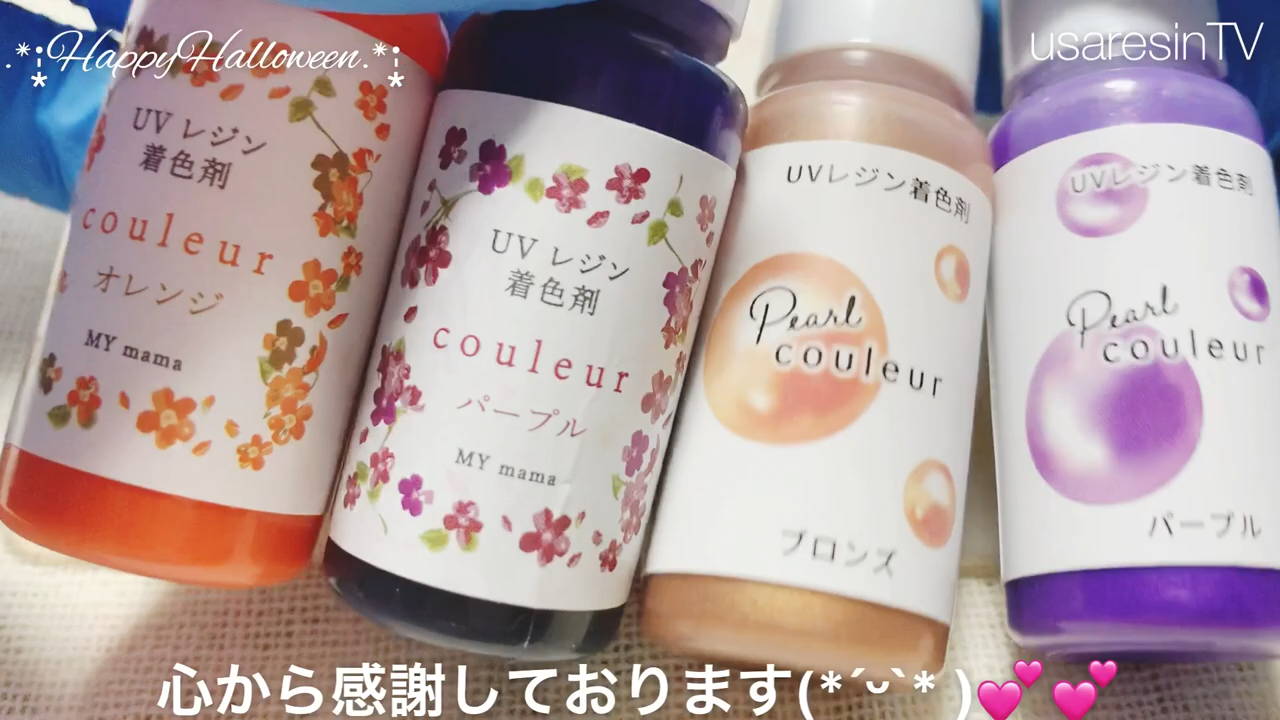 .*⁑HappyHalloween.*⁑
usaresinTV
UV レジン
着色剤
couleur
オレンジ
MY mama
UV レジン
着色剤
couleur
パープル
MY mama
UVレジン着色剤
Pearl
couleur
ブロンズ
UVレジン着色剤
Pearl
couleur
パープル
心から感謝しております(*´ᵕ`* )💕💕